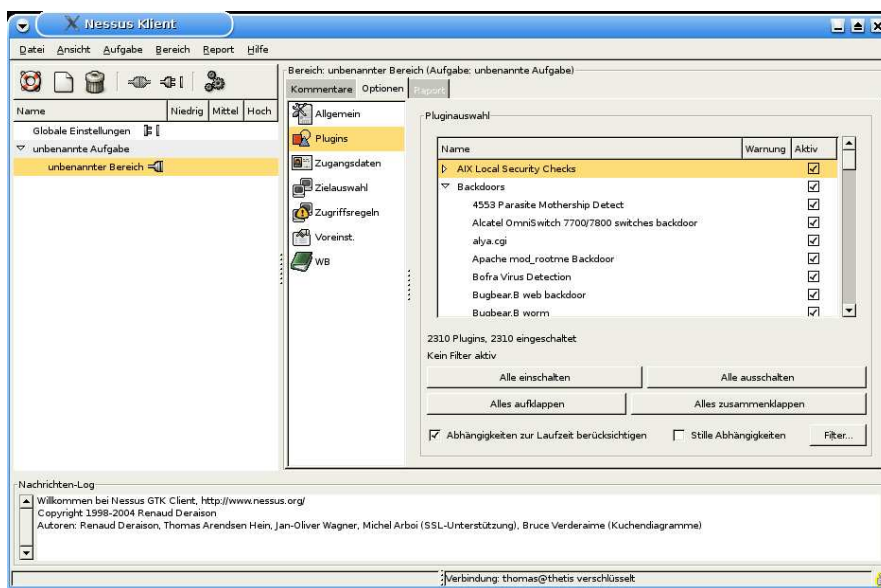 Nessus Klient
Datei Ansicht Aufgabe Bereich Report Hilfe
Name Niedrig Mittel Hoch
Globale Einstellungen
unbenannte Aufgabe
unbenannter Bereich
Bereich: unbenannter Bereich (Aufgabe: unbenannte Aufgabe)
Kommentare Optionen Report
Allgemein
Plugins
Zugangsdaten
Zielauswahl
Zugriffsregeln
Voreinst.
WB
Pluginauswahl
Name Warnung Aktiv
AIX Local Security Checks
Backdoors
4553 Parasite Mothership Detect
Alcatel OmniSwitch 7700/7800 switches backdoor
alya.cgi
Apache mod_rootme Backdoor
Bofra Virus Detection
Bugbear.B web backdoor
Bugbear.B worm
2310 Plugins, 2310 eingeschaltet
Kein Filter aktiv
Alle einschalten Alle ausschalten
Alles aufklappen Alles zusammenklappen
Abhängigkeiten zur Laufzeit berücksichtigen Stille Abhängigkeiten Filter...
Nachrichten-Log
Willkommen bei Nessus GTK Client, http://www.nessus.org/
Copyright 1998-2004 Renaud Deraison
Autoren: Renaud Deraison, Thomas Arendsen Hein, Jan-Oliver Wagner, Michel Arboi (SSL-Unterstützung), Bruce Verderaime (Kuchendiagramme)
Verbindung: thomas@thetis verschlüsselt